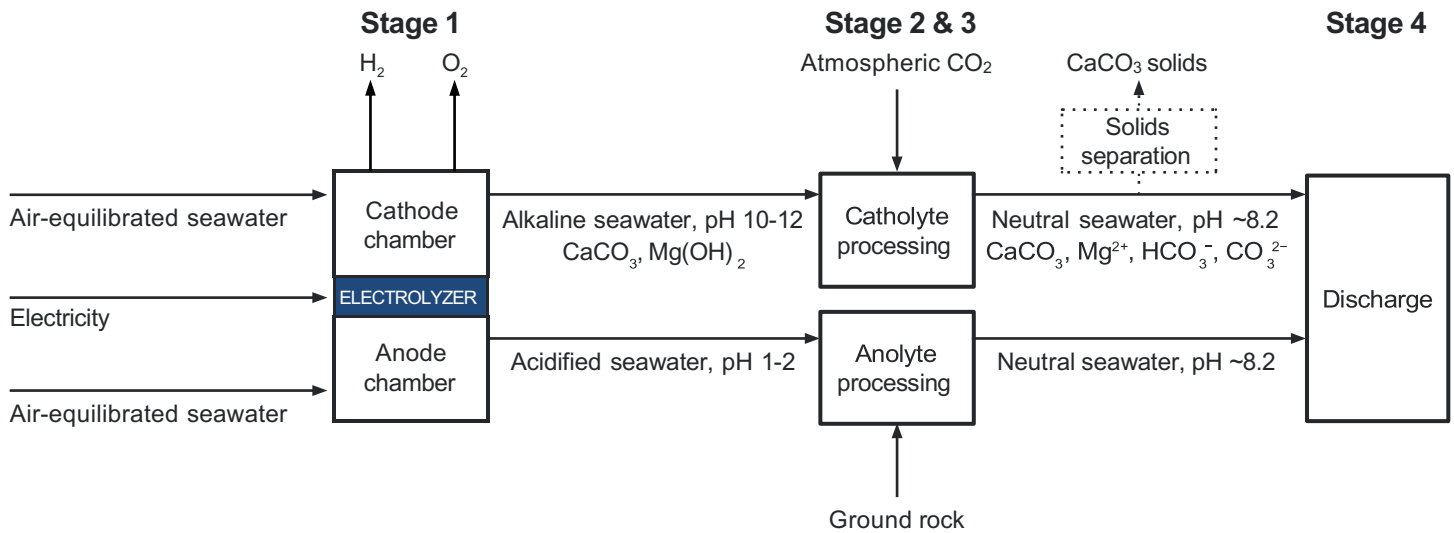 Stage 1
Stage 2 & 3
Stage 4
H₂
O₂
Atmospheric CO₂
CaCO₃ solids
Solids
separation
Air-equilibrated seawater
Cathode
chamber
Alkaline seawater, pH 10-12
CaCO₃, Mg(OH)₂
Catholyte
processing
Neutral seawater, pH ~8.2
CaCO₃, Mg²⁺, HCO₃⁻, CO₃²⁻
Electricity
ELECTROLYZER
Discharge
Air-equilibrated seawater
Anode
chamber
Acidified seawater, pH 1-2
Anolyte
processing
Neutral seawater, pH ~8.2
Ground rock